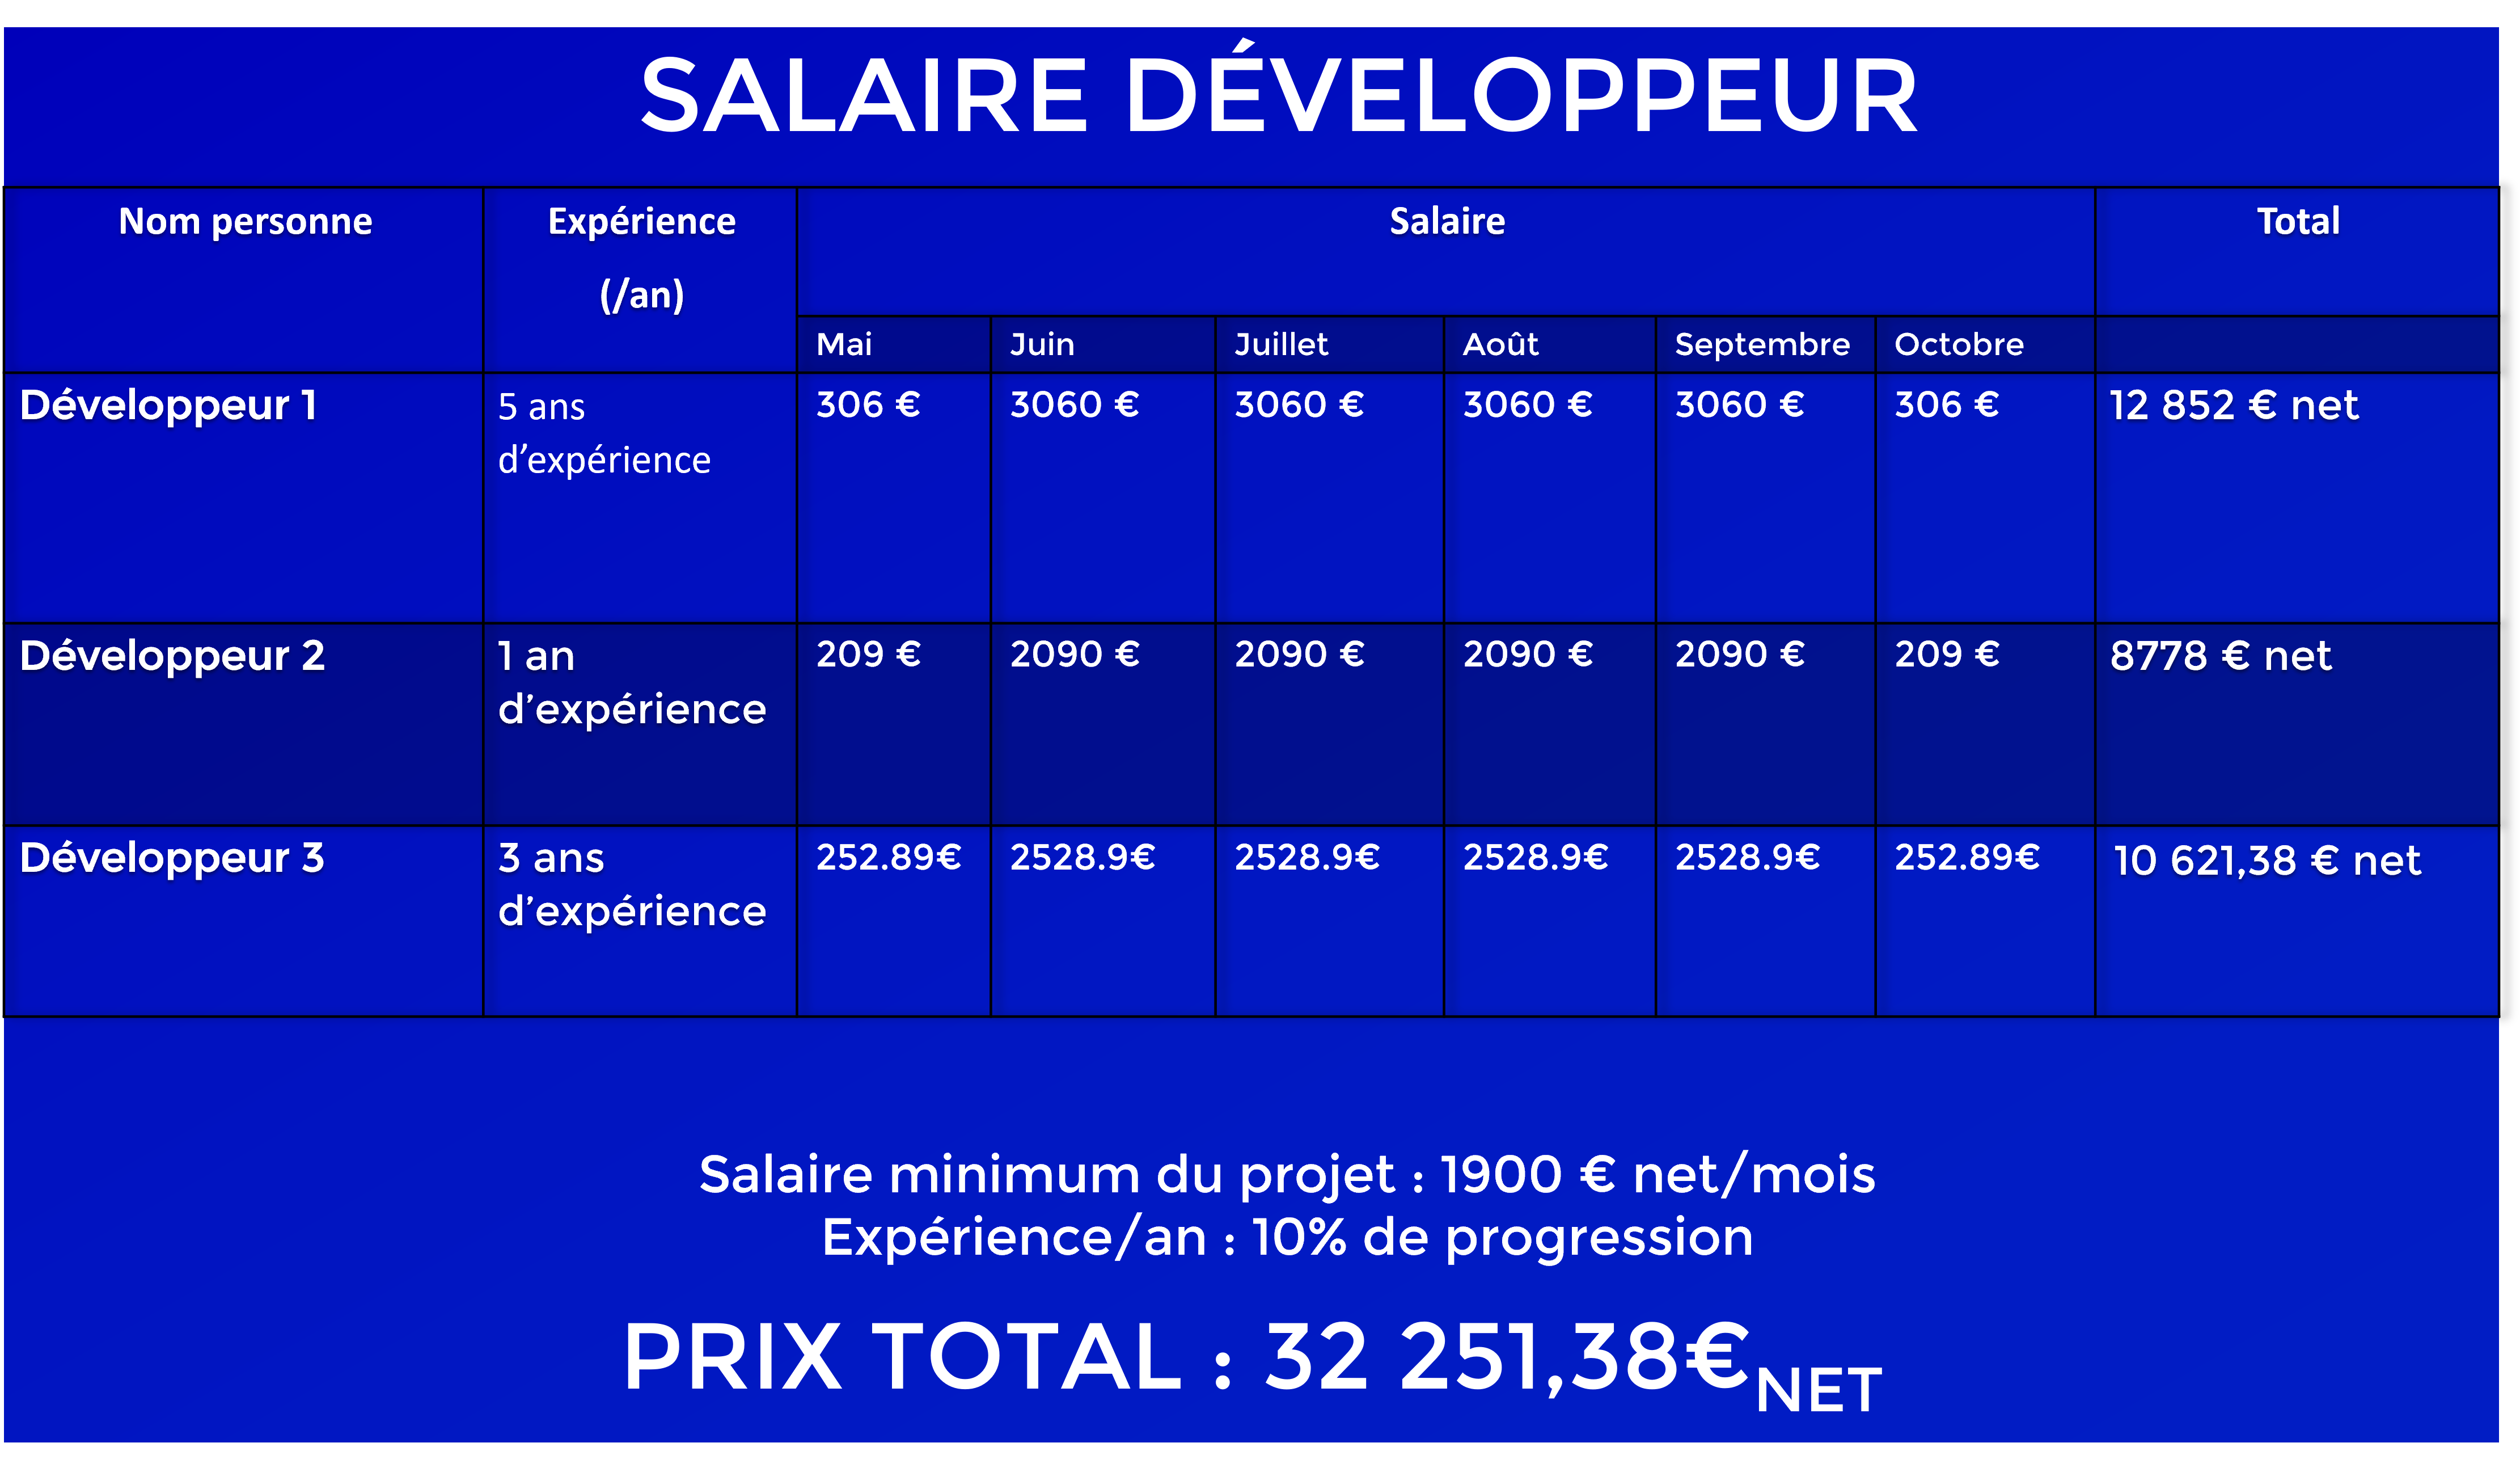 SALAIRE DÉVELOPPEUR
Nom personne Expérience Salaire Total
(/an)
Mai Juin Juillet Août Septembre Octobre
Développeur 1 5 ans 306 € 3060 € 3060 € 3060 € 3060 € 306 € 12 852 € net
d’expérience
Développeur 2 1 an 209 € 2090 € 2090 € 2090 € 2090 € 209 € 8778 € net
d’expérience
Développeur 3 3 ans 252.89€ 2528.9€ 2528.9€ 2528.9€ 2528.9€ 252.89€ 10 621,38 € net
d’expérience
Salaire minimum du projet : 1900 € net/mois
Expérience/an : 10% de progression
PRIX TOTAL : 32 251,38€ NET